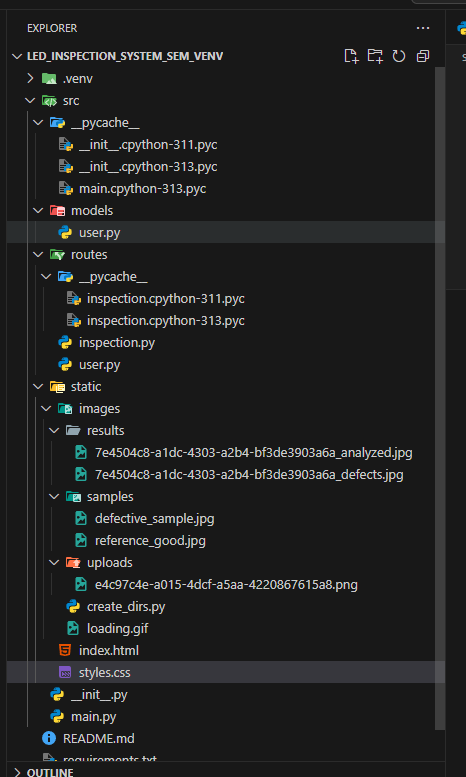 EXPLORER
LED_INSPECTION_SYSTEM_SEM_VENV
.venv
src
__pycache__
__init__.cpython-311.pyc
__init__.cpython-313.pyc
main.cpython-313.pyc
models
user.py
routes
__pycache__
inspection.cpython-311.pyc
inspection.cpython-313.pyc
inspection.py
user.py
static
images
results
7e4504c8-a1dc-4303-a2b4-bf3de3903a6a_analyzed.jpg
7e4504c8-a1dc-4303-a2b4-bf3de3903a6a_defects.jpg
samples
defective_sample.jpg
reference_good.jpg
uploads
e4c97c4e-a015-4dcf-a5aa-4220867615a8.png
create_dirs.py
loading.gif
index.html
styles.css
__init__.py
main.py
README.md
requirements.txt
OUTLINE